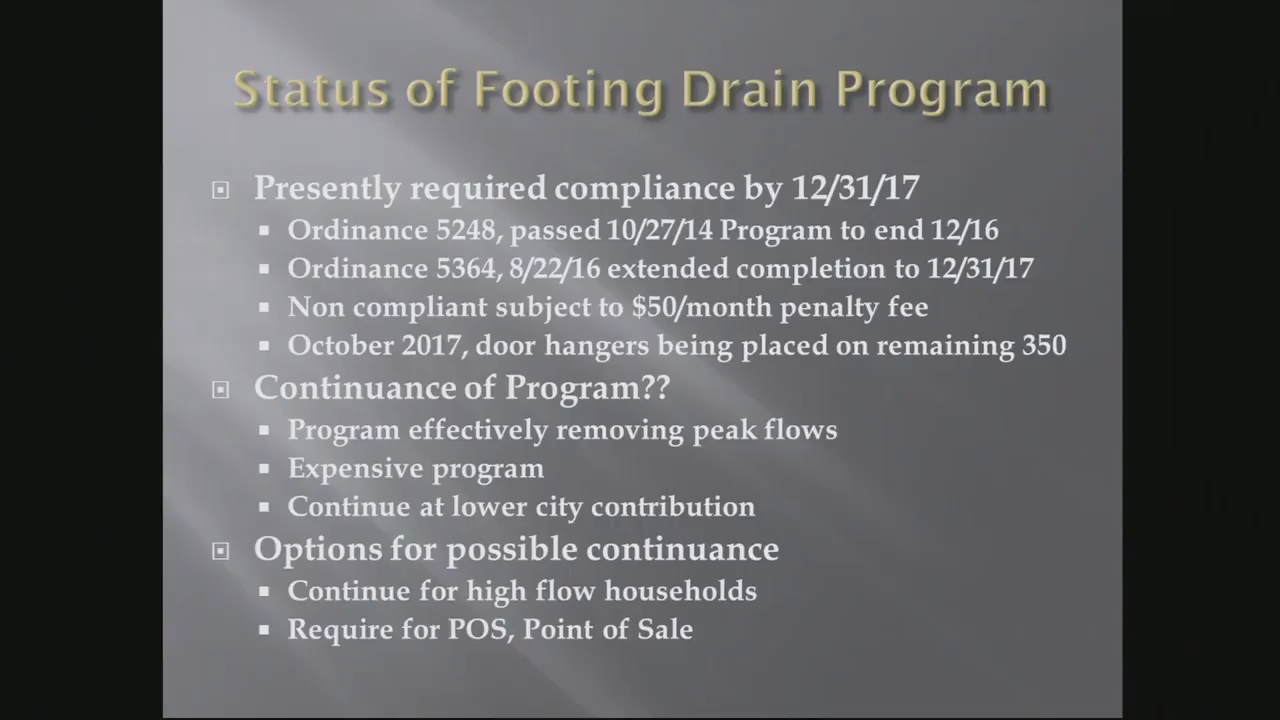 Status of Footing Drain Program
Presently required compliance by 12/31/17
Ordinance 5248, passed 10/27/14 Program to end 12/16
Ordinance 5364, 8/22/16 extended completion to 12/31/17
Non compliant subject to $50/month penalty fee
October 2017, door hangers being placed on remaining 350
Continuance of Program??
Program effectively removing peak flows
Expensive program
Continue at lower city contribution
Options for possible continuance
Continue for high flow households
Require for POS, Point of Sale